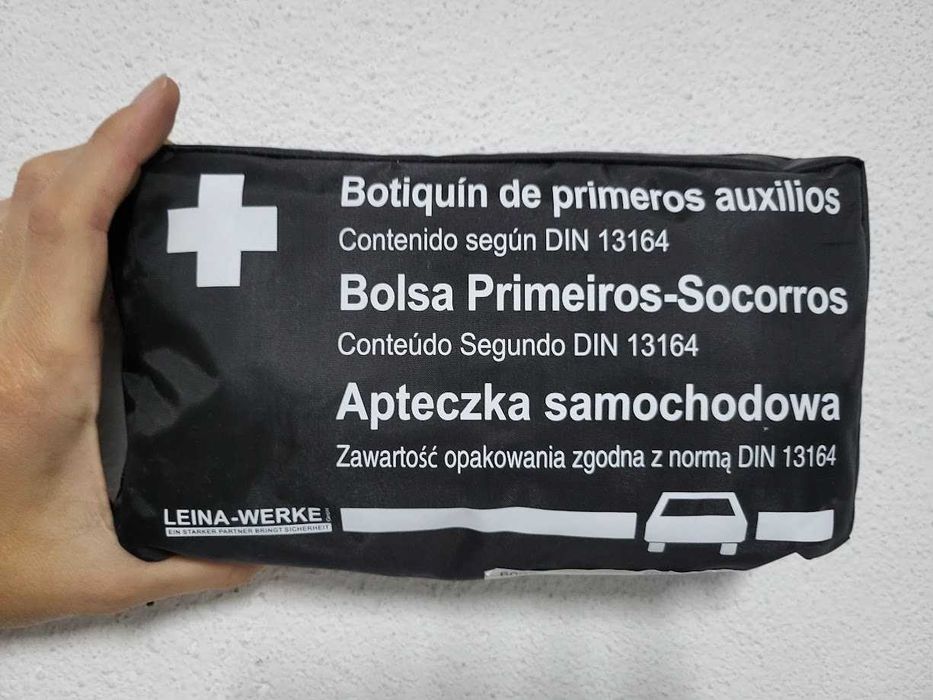 Botiquín de primeros auxilios
Contenido según DIN 13164
Bolsa Primeiros-Socorros
Conteúdo Segundo DIN 13164
Apteczka samochodowa
Zawartość opakowania zgodna z normą DIN 13164
LEINA-WERKE
EIN STARKER PARTNER BRINGT SICHERHEIT